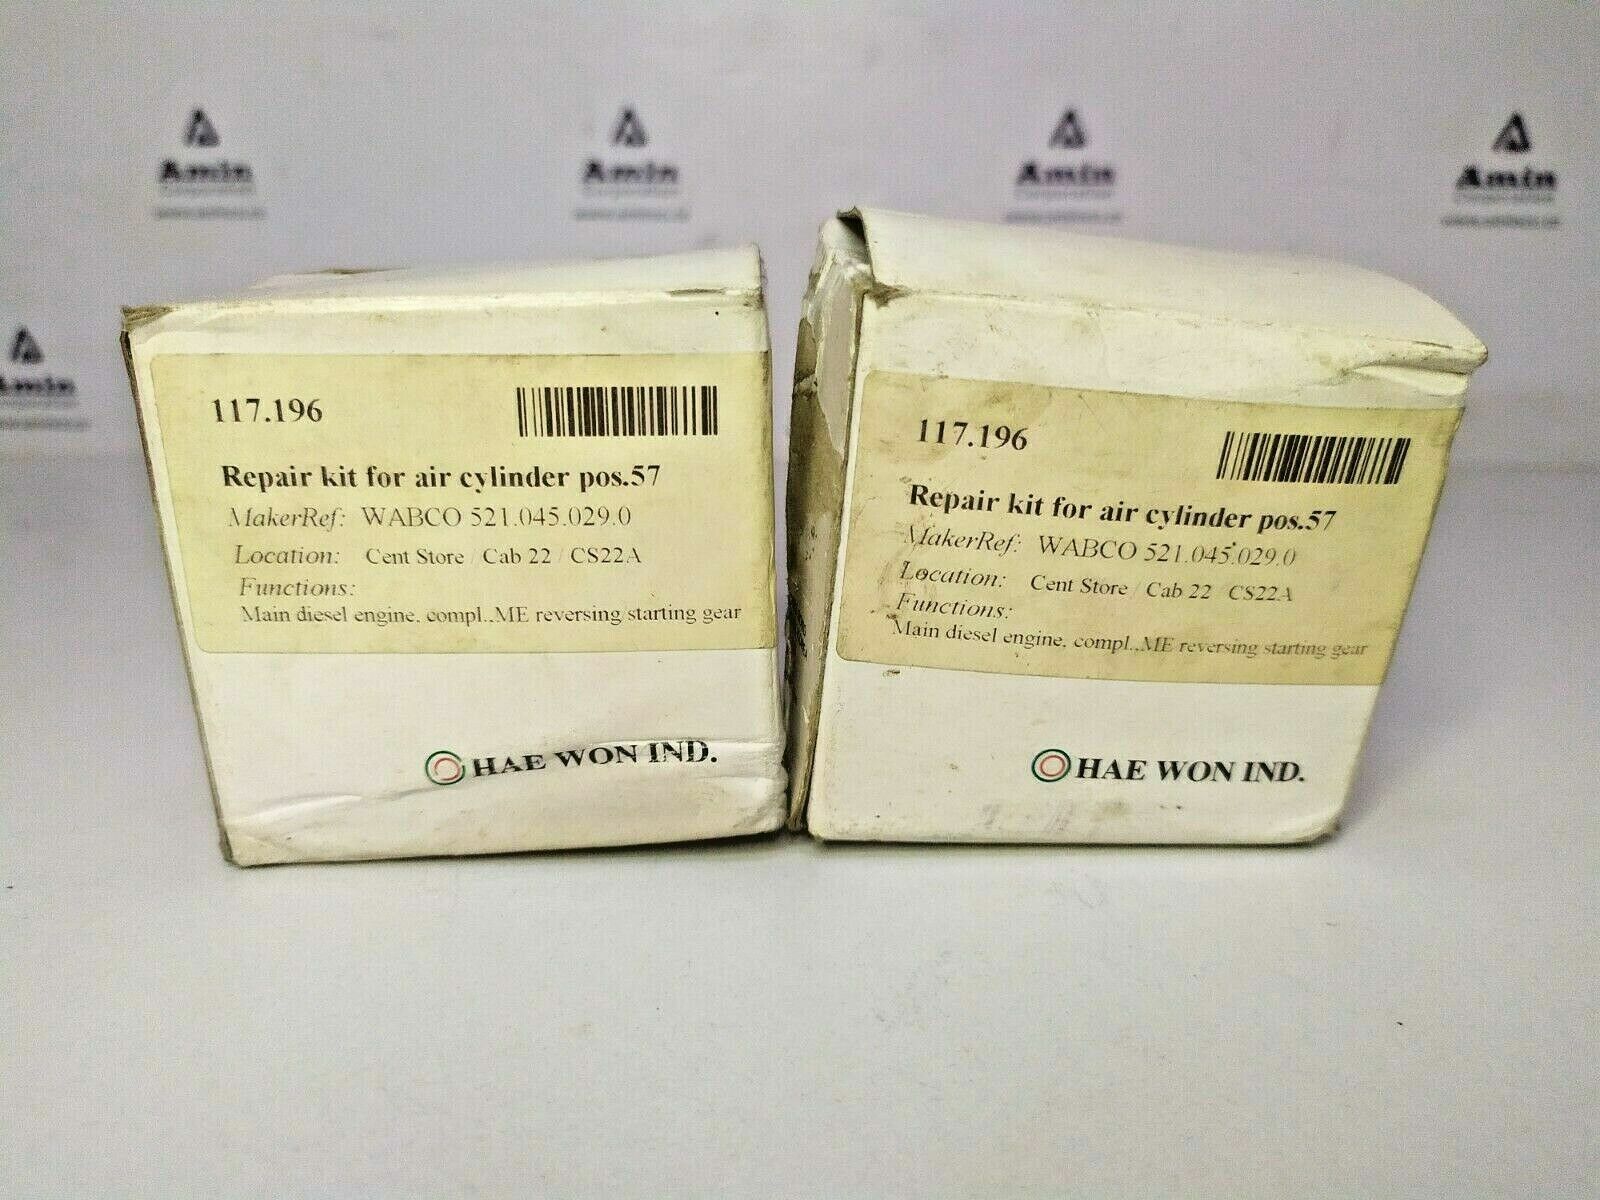 Amin
Amin
Amin
Amin
Amin
117.196
Repair kit for air cylinder pos.57
MakerRef: WABCO 521.045.029.0
Location: Cent Store / Cab 22 / CS22A
Functions:
Main diesel engine, compl.,ME reversing starting gear
HAE WON IND.
117.196
Repair kit for air cylinder pos.57
MakerRef: WABCO 521.045.029.0
Location: Cent Store / Cab 22 / CS22A
Functions:
Main diesel engine, compl.,ME reversing starting gear
HAE WON IND.